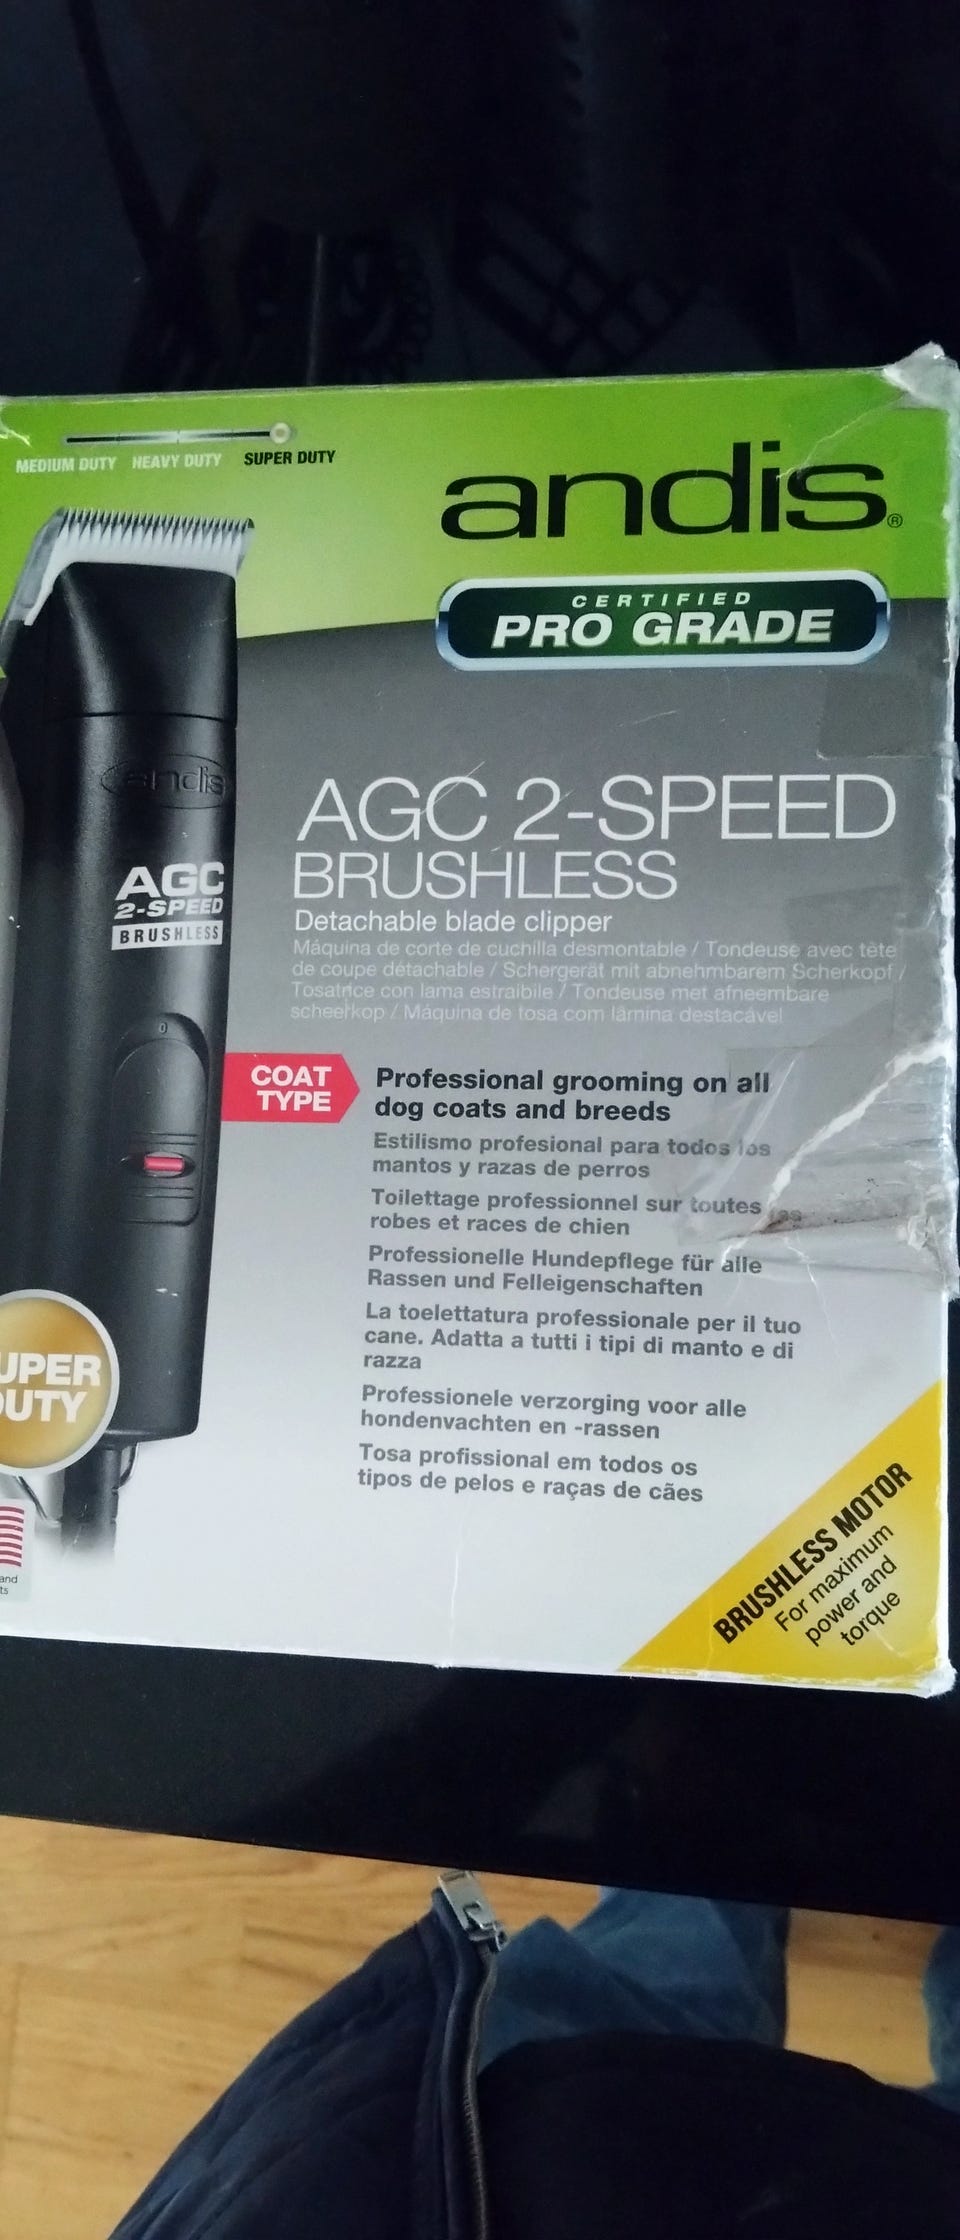 MEDIUM DUTY HEAVY DUTY SUPER DUTY
andis®
CERTIFIED
PRO GRADE
andis
AGC
2-SPEED
BRUSHLESS
0
AGC 2-SPEED
BRUSHLESS
Detachable blade clipper
Máquina de corte de cuchilla desmontable / Tondeuse avec tête
de coupe détachable / Schergerät mit abnehmbarem Scherkopf /
Tosatrice con lama estraibile / Tondeuse met afneembare
scheerkop / Máquina de tosa com lâmina destacável
COAT
TYPE
Professional grooming on all
dog coats and breeds
Estilismo profesional para todos los
mantos y razas de perros
Toilettage professionnel sur toutes les
robes et races de chien
Professionelle Hundepflege für alle
Rassen und Felleigenschaften
La toelettatura professionale per il tuo
cane. Adatta a tutti i tipi di manto e di
razza
Professionele verzorging voor alle
hondenvachten en -rassen
Tosa profissional em todos os
tipos de pelos e raças de cães
UPER
DUTY
and
ts
BRUSHLESS MOTOR
For maximum
power and
torque